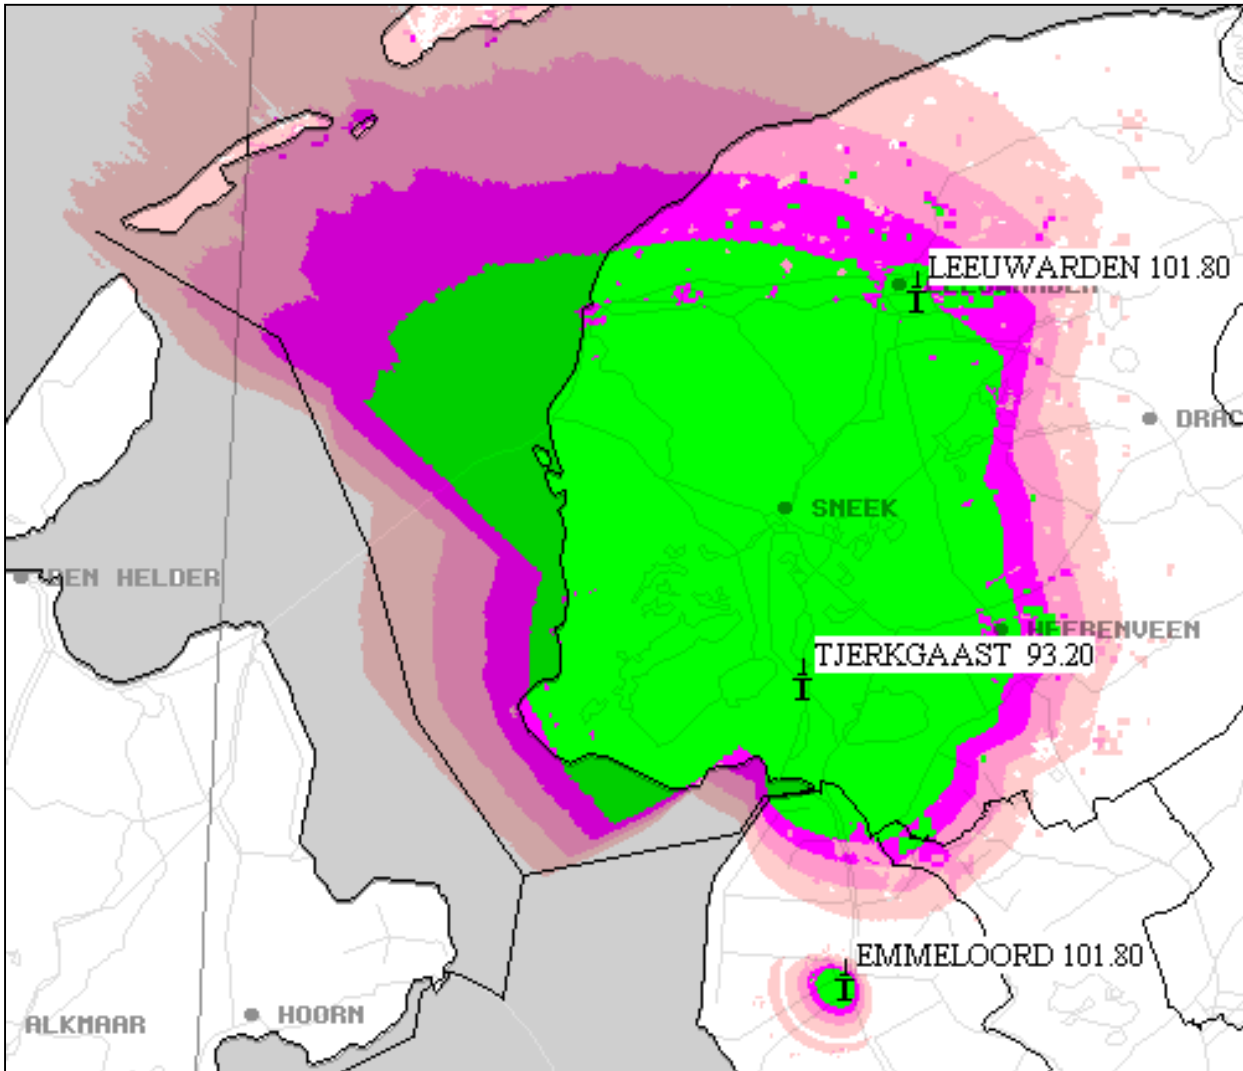 LEEUWARDEN 101.80
DRAC
SNEEK
DEN HELDER
HEERENVEEN
TJERKGAAST 93.20
EMMELOORD 101.80
HOORN
ALKMAAR